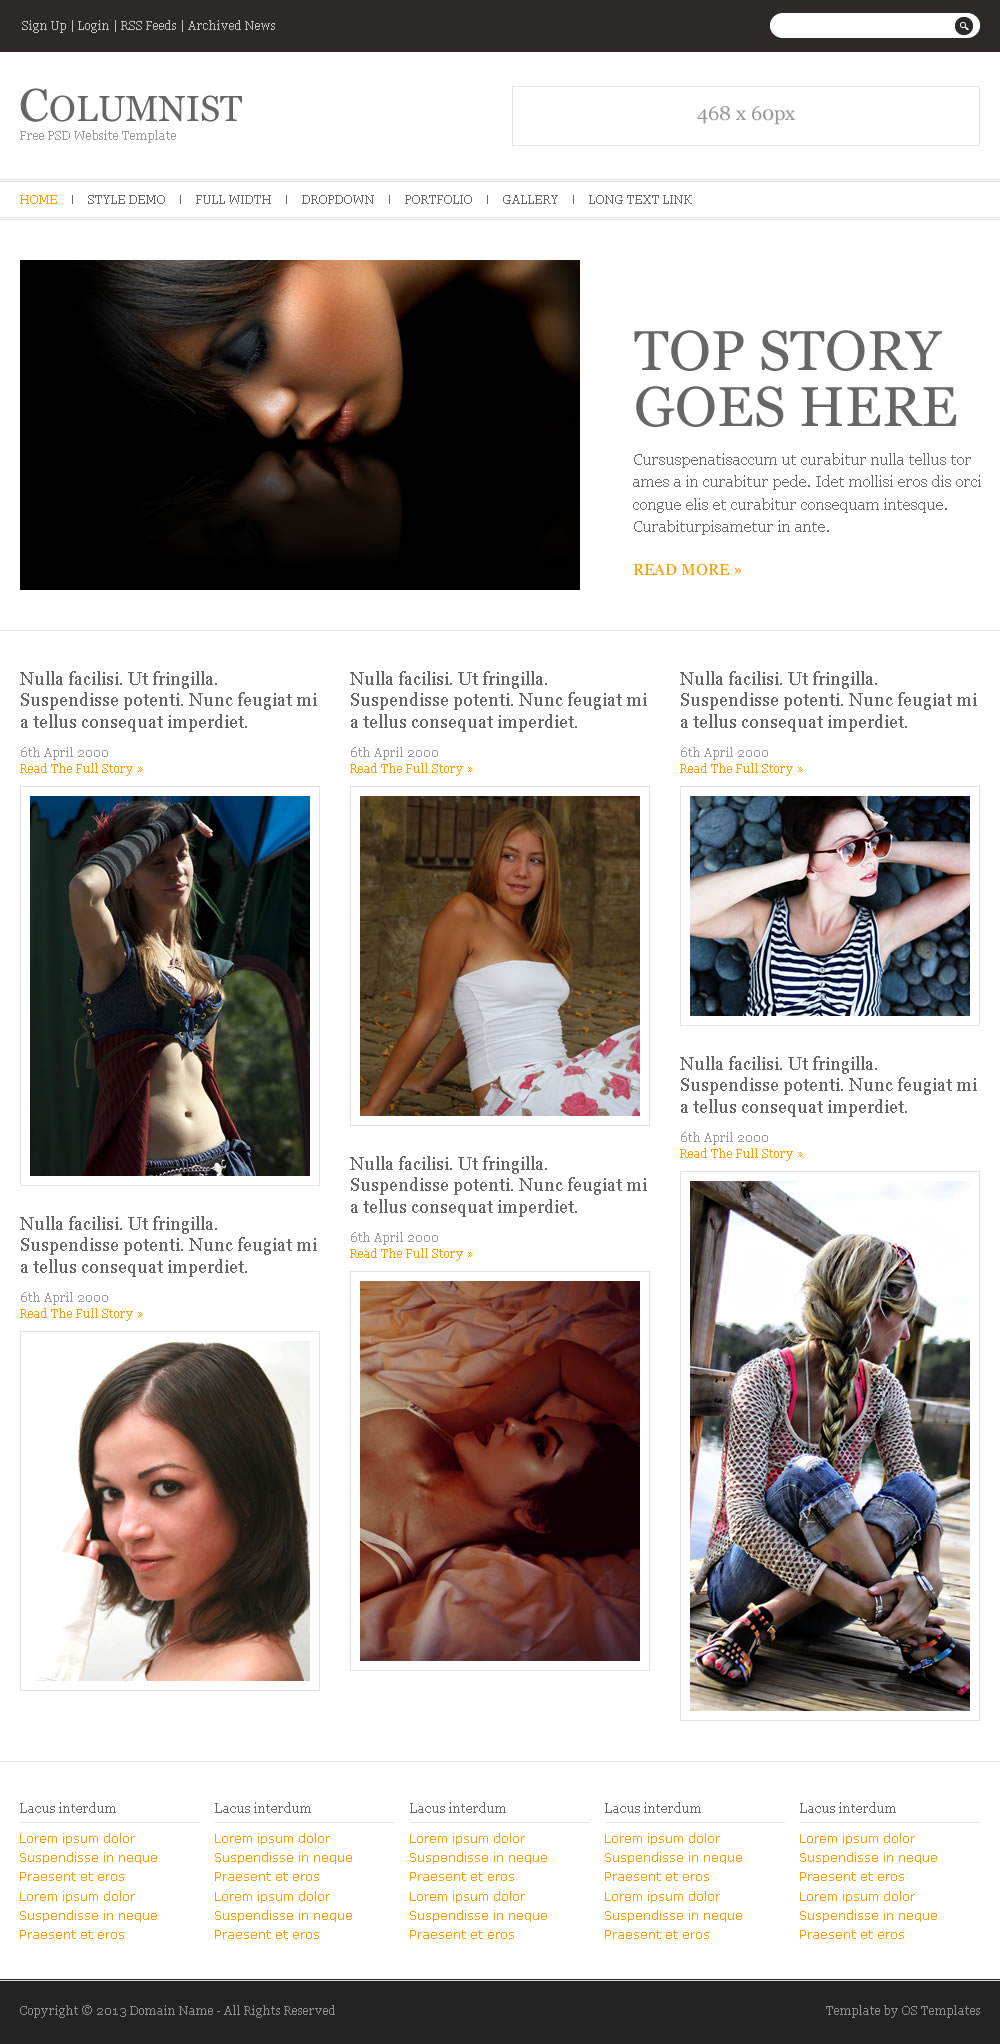 Sign Up | Login | RSS Feeds | Archived News
COLUMNIST
Free PSD Website Template
468 x 60px
HOME | STYLE DEMO | FULL WIDTH | DROPDOWN | PORTFOLIO | GALLERY | LONG TEXT LINK
TOP STORY
GOES HERE
Cursuspenatisaccum ut curabitur nulla tellus tor
ames a in curabitur pede. Idet mollisi eros dis orci
congue elis et curabitur consequam intesque.
Curabiturpisametur in ante.
READ MORE »
Nulla facilisi. Ut fringilla.
Suspendisse potenti. Nunc feugiat mi
a tellus consequat imperdiet.
6th April 2000
Read The Full Story »
Nulla facilisi. Ut fringilla.
Suspendisse potenti. Nunc feugiat mi
a tellus consequat imperdiet.
6th April 2000
Read The Full Story »
Nulla facilisi. Ut fringilla.
Suspendisse potenti. Nunc feugiat mi
a tellus consequat imperdiet.
6th April 2000
Read The Full Story »
Nulla facilisi. Ut fringilla.
Suspendisse potenti. Nunc feugiat mi
a tellus consequat imperdiet.
6th April 2000
Read The Full Story »
Nulla facilisi. Ut fringilla.
Suspendisse potenti. Nunc feugiat mi
a tellus consequat imperdiet.
6th April 2000
Read The Full Story »
Nulla facilisi. Ut fringilla.
Suspendisse potenti. Nunc feugiat mi
a tellus consequat imperdiet.
6th April 2000
Read The Full Story »
Lacus interdum
Lorem ipsum dolor
Suspendisse in neque
Praesent et eros
Lorem ipsum dolor
Suspendisse in neque
Praesent et eros
Lacus interdum
Lorem ipsum dolor
Suspendisse in neque
Praesent et eros
Lorem ipsum dolor
Suspendisse in neque
Praesent et eros
Lacus interdum
Lorem ipsum dolor
Suspendisse in neque
Praesent et eros
Lorem ipsum dolor
Suspendisse in neque
Praesent et eros
Lacus interdum
Lorem ipsum dolor
Suspendisse in neque
Praesent et eros
Lorem ipsum dolor
Suspendisse in neque
Praesent et eros
Lacus interdum
Lorem ipsum dolor
Suspendisse in neque
Praesent et eros
Lorem ipsum dolor
Suspendisse in neque
Praesent et eros
Copyright © 2013 Domain Name - All Rights Reserved
Template by OS Templates